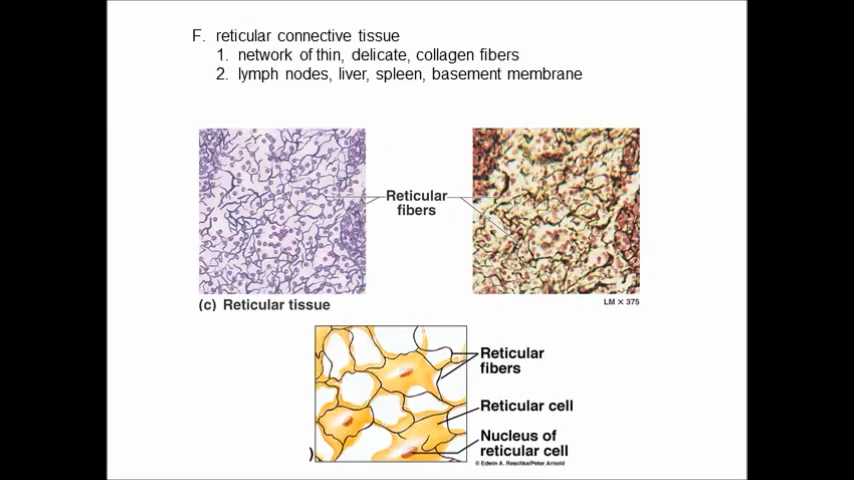 F. reticular connective tissue
1. network of thin, delicate, collagen fibers
2. lymph nodes, liver, spleen, basement membrane
Reticular
fibers
(c) Reticular tissue
LM X 375
Reticular
fibers
Reticular cell
Nucleus of
reticular cell
)
© Edwin A. Reschke/Peter Arnold